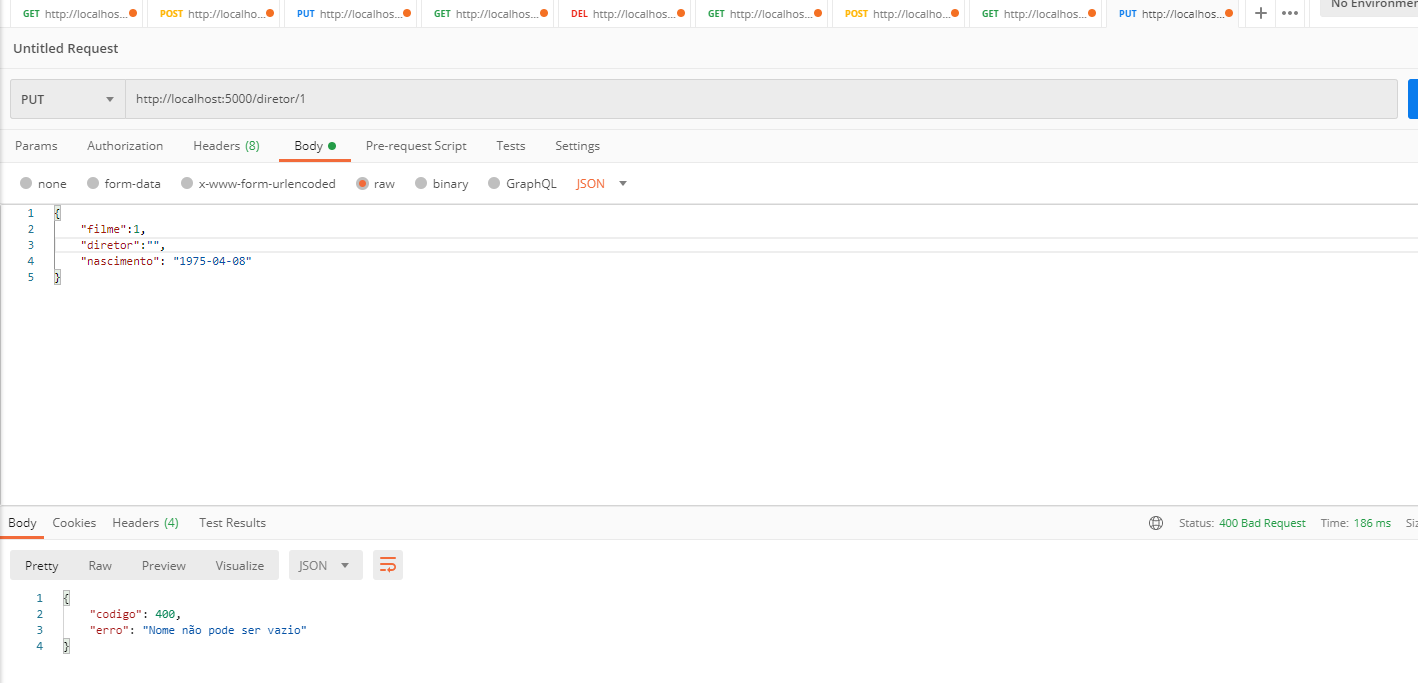 GET http://localhos... POST http://localho... PUT http://localhos... GET http://localhos... DEL http://localhos... GET http://localhos... POST http://localho... GET http://localhos... PUT http://localhos... + ••• No Environmen
Untitled Request
PUT http://localhost:5000/diretor/1
Params Authorization Headers (8) Body Pre-request Script Tests Settings
none form-data x-www-form-urlencoded raw binary GraphQL JSON
1 {
2 "filme":1,
3 "diretor":"",
4 "nascimento": "1975-04-08"
5 }
Body Cookies Headers (4) Test Results Status: 400 Bad Request Time: 186 ms Siz
Pretty Raw Preview Visualize JSON
1 {
2 "codigo": 400,
3 "erro": "Nome não pode ser vazio"
4 }